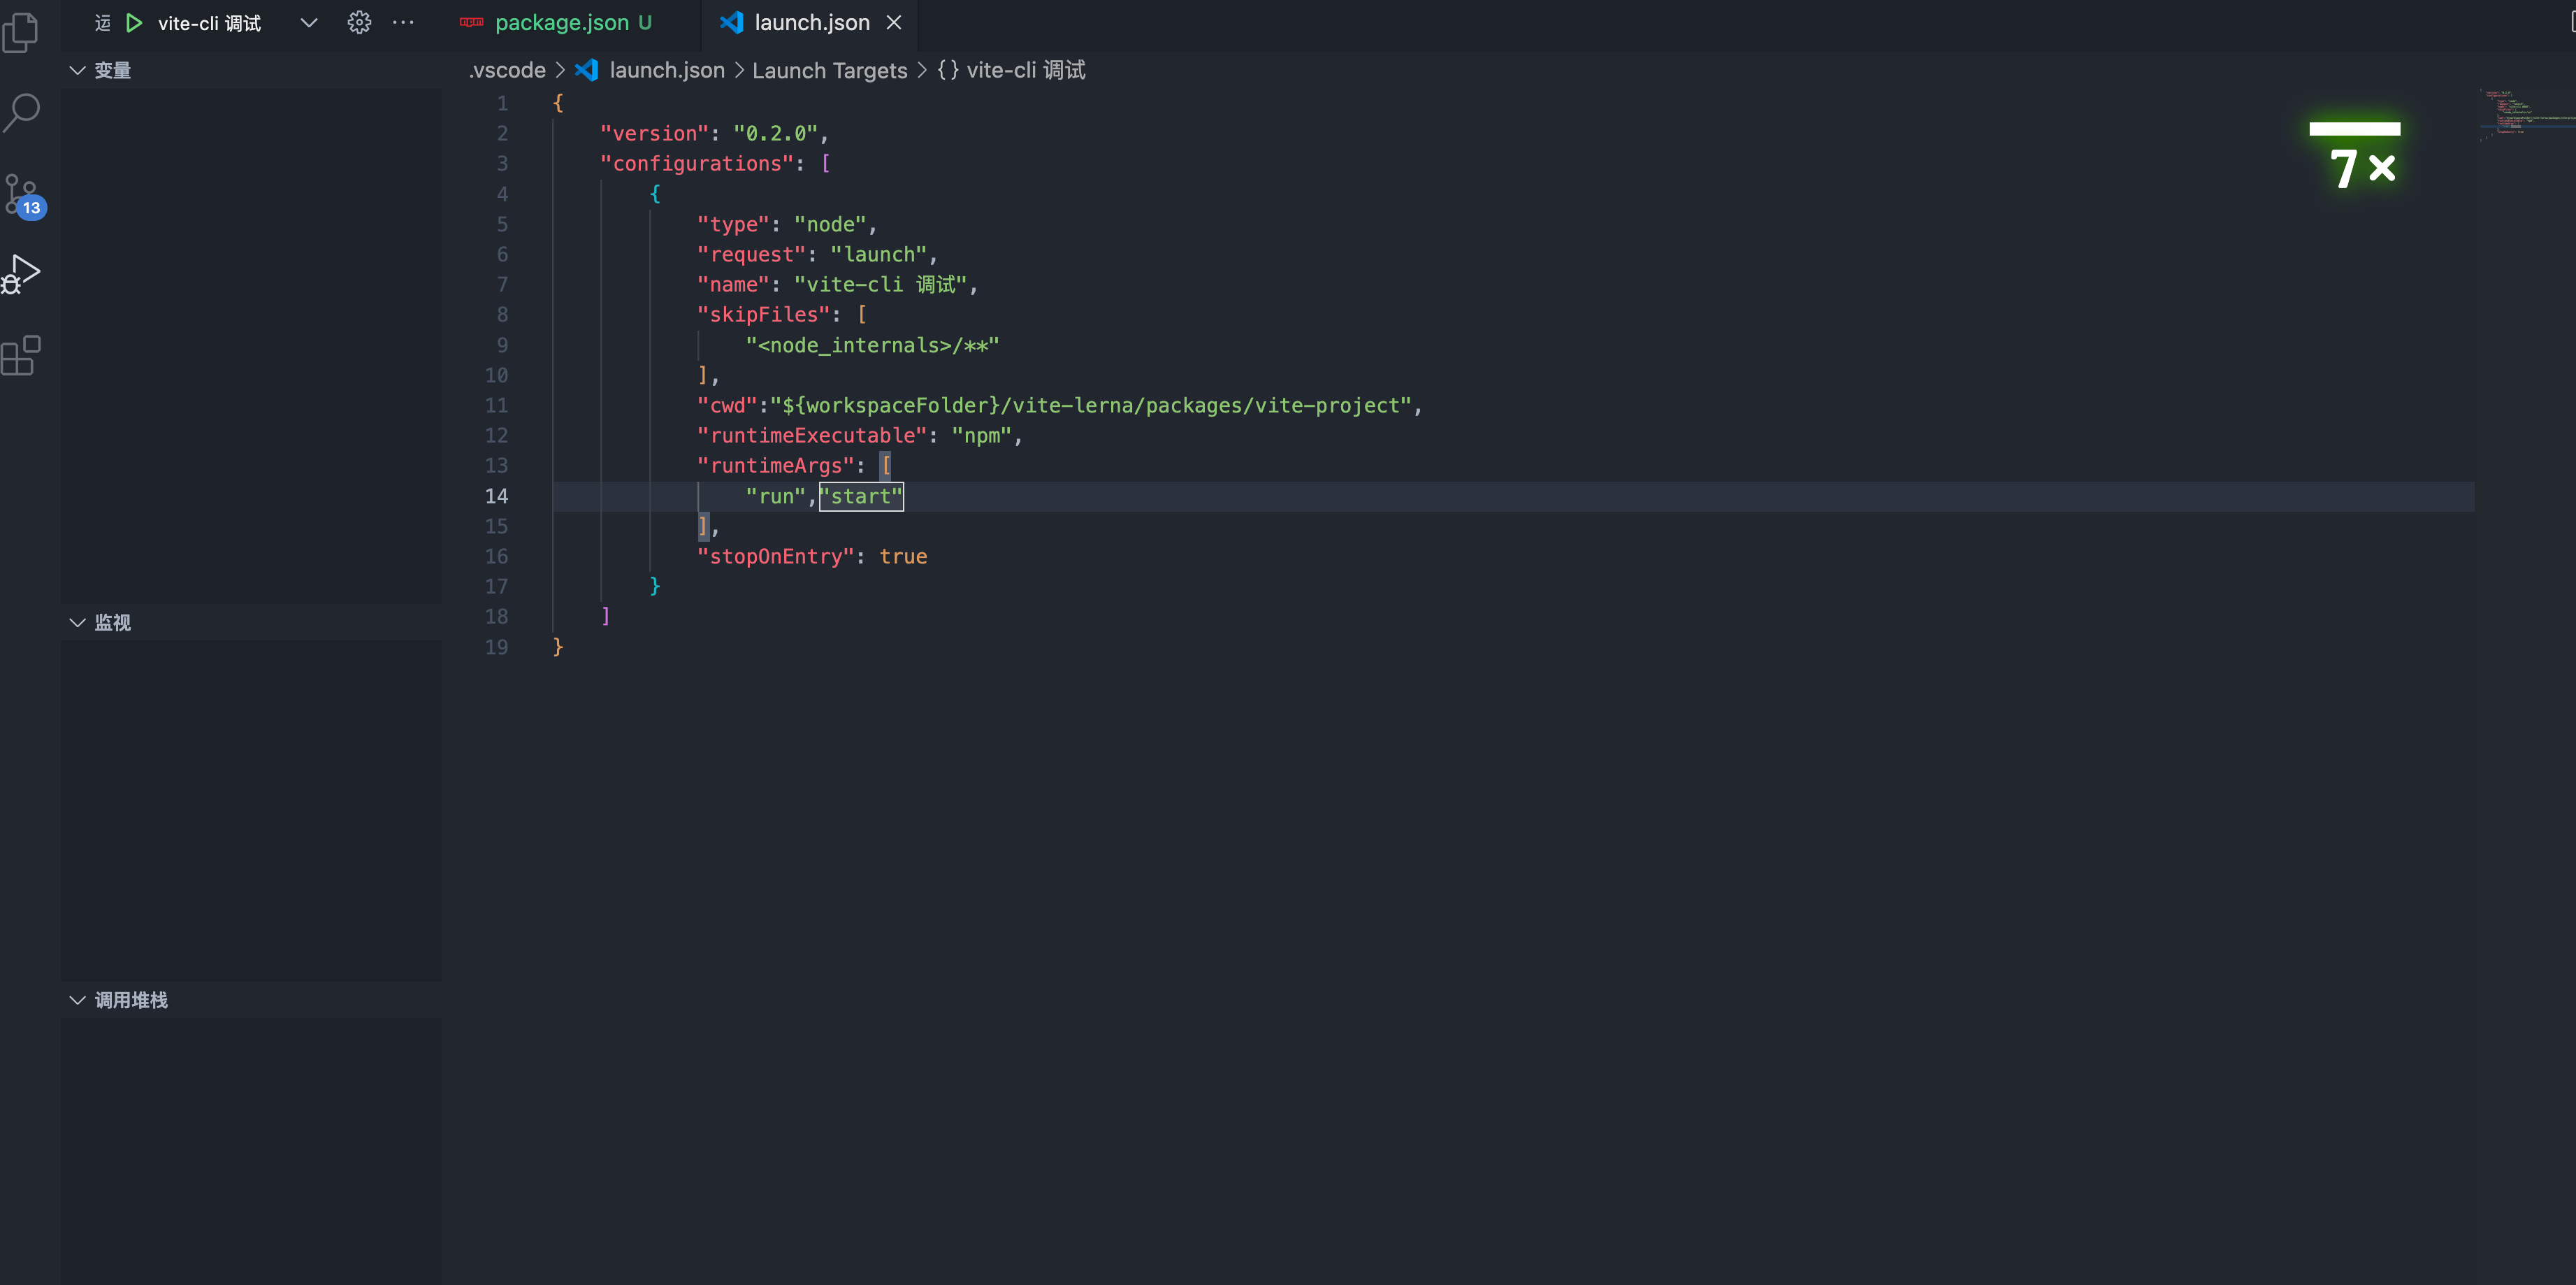 运 vite-cli 调试 ···
package.json U
launch.json
变量
.vscode > launch.json > Launch Targets > {} vite-cli 调试
13
监视
调用堆栈
1 {
2 "version": "0.2.0",
3 "configurations": [
4 {
5 "type": "node",
6 "request": "launch",
7 "name": "vite-cli 调试",
8 "skipFiles": [
9 "<node_internals>/**"
10 ],
11 "cwd":"${workspaceFolder}/vite-lerna/packages/vite-project",
12 "runtimeExecutable": "npm",
13 "runtimeArgs": [
14 "run","start"
15 ],
16 "stopOnEntry": true
17 }
18 ]
19 }
7×